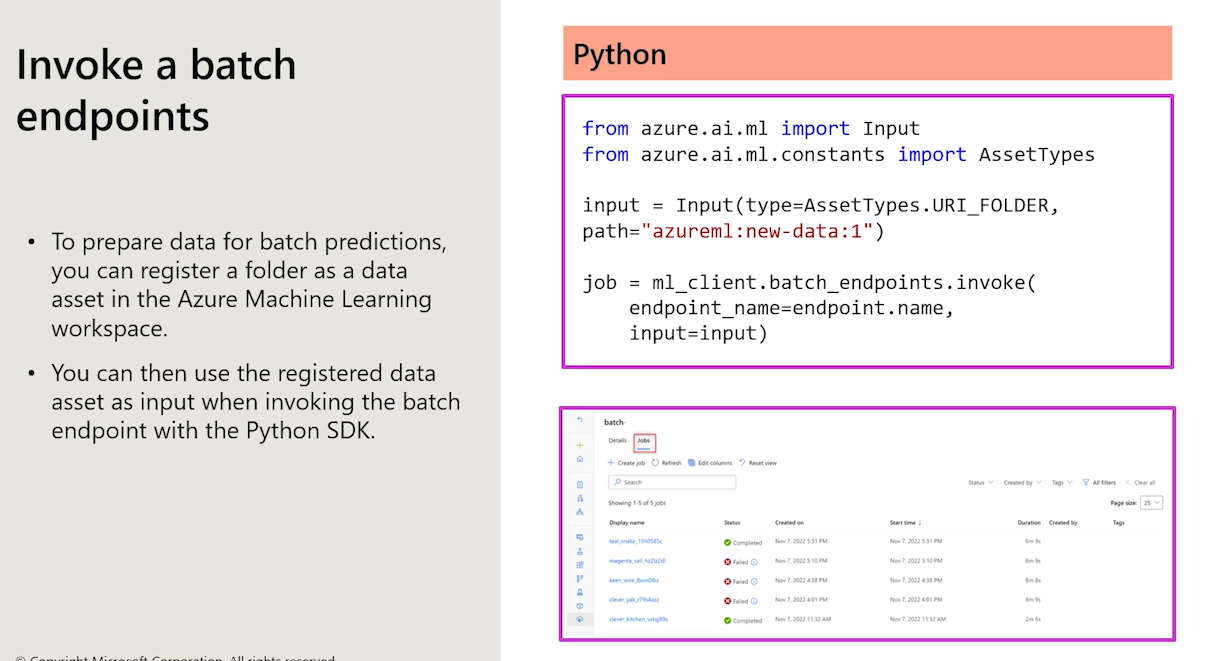 Invoke a batch
endpoints
• To prepare data for batch predictions,
you can register a folder as a data
asset in the Azure Machine Learning
workspace.
• You can then use the registered data
asset as input when invoking the batch
endpoint with the Python SDK.
© Copyright Microsoft Corporation. All rights reserved.
Python
from azure.ai.ml import Input
from azure.ai.ml.constants import AssetTypes
input = Input(type=AssetTypes.URI_FOLDER,
path="azureml:new-data:1")
job = ml_client.batch_endpoints.invoke(
endpoint_name=endpoint.name,
input=input)
batch-
Details Jobs
Create job Refresh Edit columns Reset view
Search Status Created by Tags All filters Clear all
Showing 1-5 of 5 jobs Page size: 25
Display name Status Created on Start time ↓ Duration Created by Tags
teal_snake_15h0585c Completed Nov 7, 2022 5:31 PM Nov 7, 2022 5:31 PM 6m 9s
Failed Nov 7, 2022 5:10 PM Nov 7, 2022 5:10 PM 8m 9s
Failed Nov 7, 2022 4:38 PM Nov 7, 2022 4:38 PM 8m 8s
clever_yak_r79s4xzz Failed Nov 7, 2022 4:01 PM Nov 7, 2022 4:01 PM 8m 9s
Completed Nov 7, 2022 11:32 AM Nov 7, 2022 11:32 AM 2m 6s